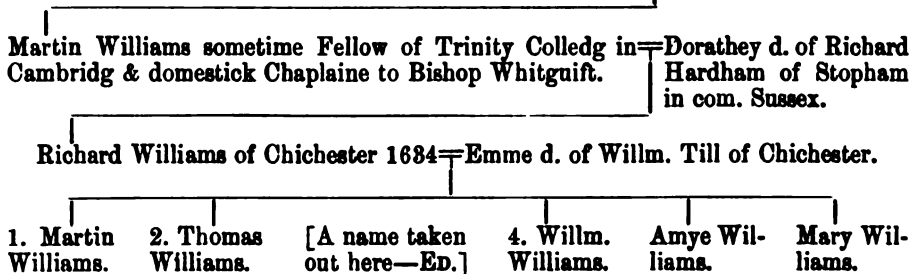 Martin Williams sometime Fellow of Trinity Colledg in Cambridg & domestick Chaplaine to Bishop Whitguift.
Dorathey d. of Richard Hardham of Stopham in com. Sussex.
Richard Williams of Chichester 1634
Emme d. of Willm. Till of Chichester.
1. Martin Williams.
2. Thomas Williams.
[A name taken out here—ED.]
4. Willm. Williams.
Amye Williams.
Mary Williams.